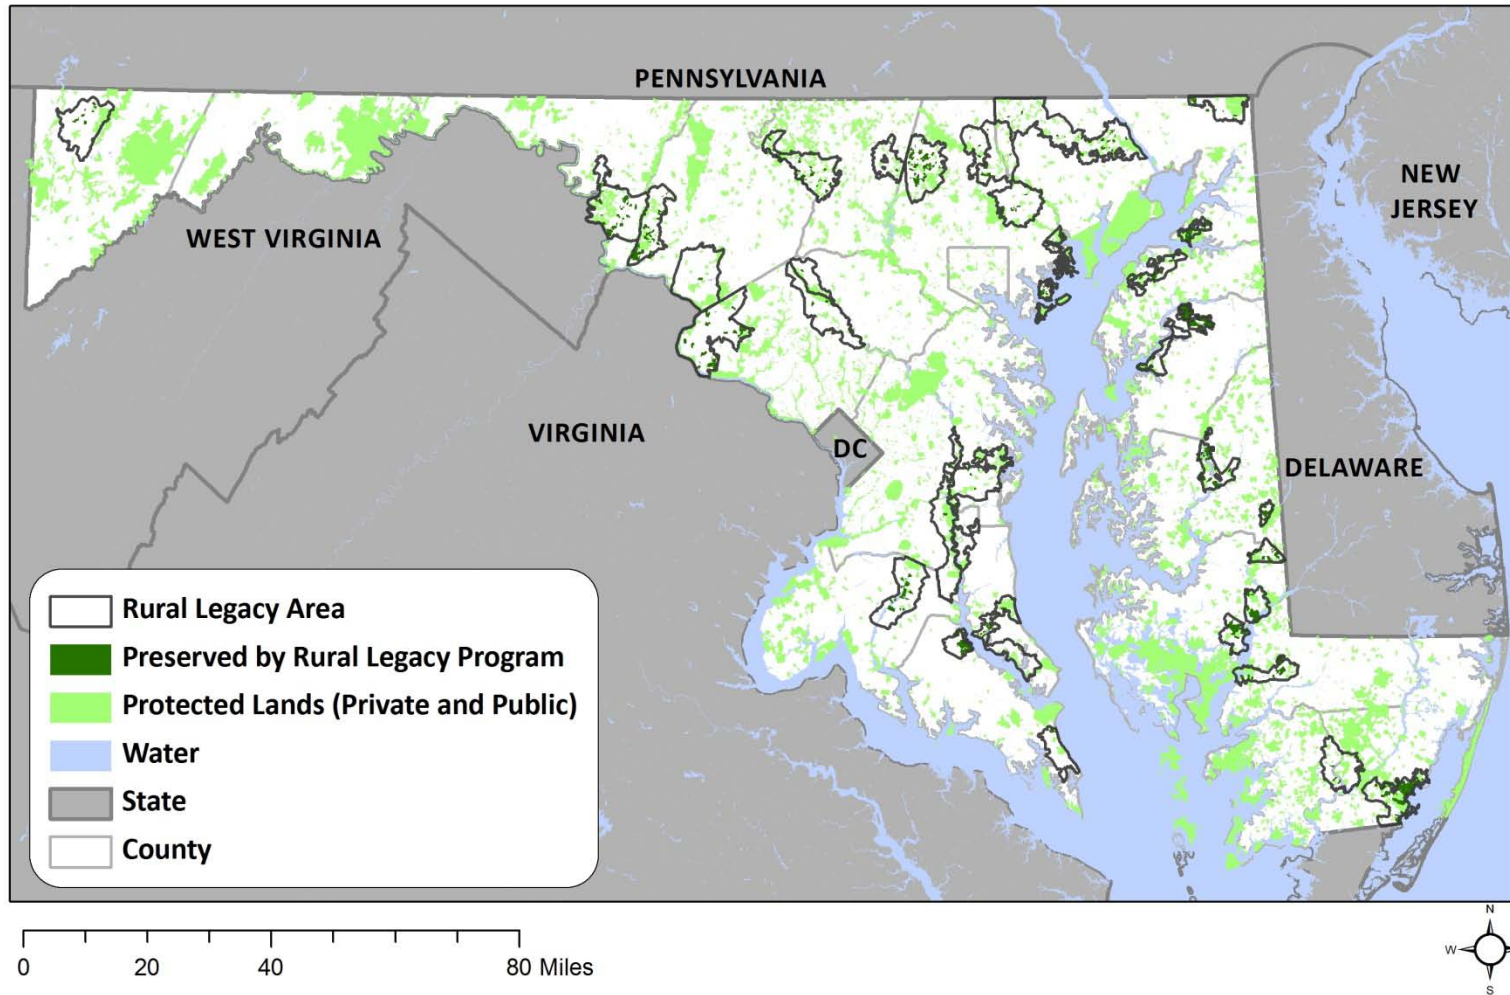 PENNSYLVANIA
NEW
JERSEY
WEST VIRGINIA
VIRGINIA
DC
DELAWARE
Rural Legacy Area
Preserved by Rural Legacy Program
Protected Lands (Private and Public)
Water
State
County
0 20 40 80 Miles
N
W
S